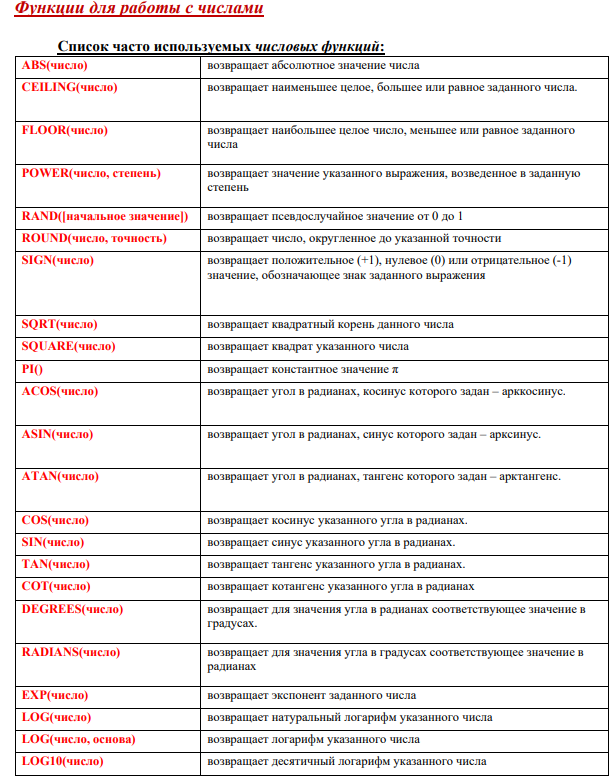 Функции для работы с числами
Список часто используемых числовых функций:
ABS(число) возвращает абсолютное значение числа
CEILING(число) возвращает наименьшее целое, большее или равное заданного числа.
FLOOR(число) возвращает наибольшее целое число, меньшее или равное заданного
числа
POWER(число, степень) возвращает значение указанного выражения, возведенное в заданную
степень
RAND([начальное значение]) возвращает псевдослучайное значение от 0 до 1
ROUND(число, точность) возвращает число, округленное до указанной точности
SIGN(число) возвращает положительное (+1), нулевое (0) или отрицательное (-1)
значение, обозначающее знак заданного выражения
SQRT(число) возвращает квадратный корень данного числа
SQUARE(число) возвращает квадрат указанного числа
PI() возвращает константное значение π
ACOS(число) возвращает угол в радианах, косинус которого задан – арккосинус.
ASIN(число) возвращает угол в радианах, синус которого задан – арксинус.
ATAN(число) возвращает угол в радианах, тангенс которого задан – арктангенс.
COS(число) возвращает косинус указанного угла в радианах.
SIN(число) возвращает синус указанного угла в радианах.
TAN(число) возвращает тангенс указанного угла в радианах.
COT(число) возвращает котангенс указанного угла в радианах
DEGREES(число) возвращает для значения угла в радианах соответствующее значение в
градусах.
RADIANS(число) возвращает для значения угла в градусах соответствующее значение в
радианах
EXP(число) возвращает экспонент заданного числа
LOG(число) возвращает натуральный логарифм указанного числа
LOG(число, основа) возвращает логарифм указанного числа
LOG10(число) возвращает десятичный логарифм указанного числа